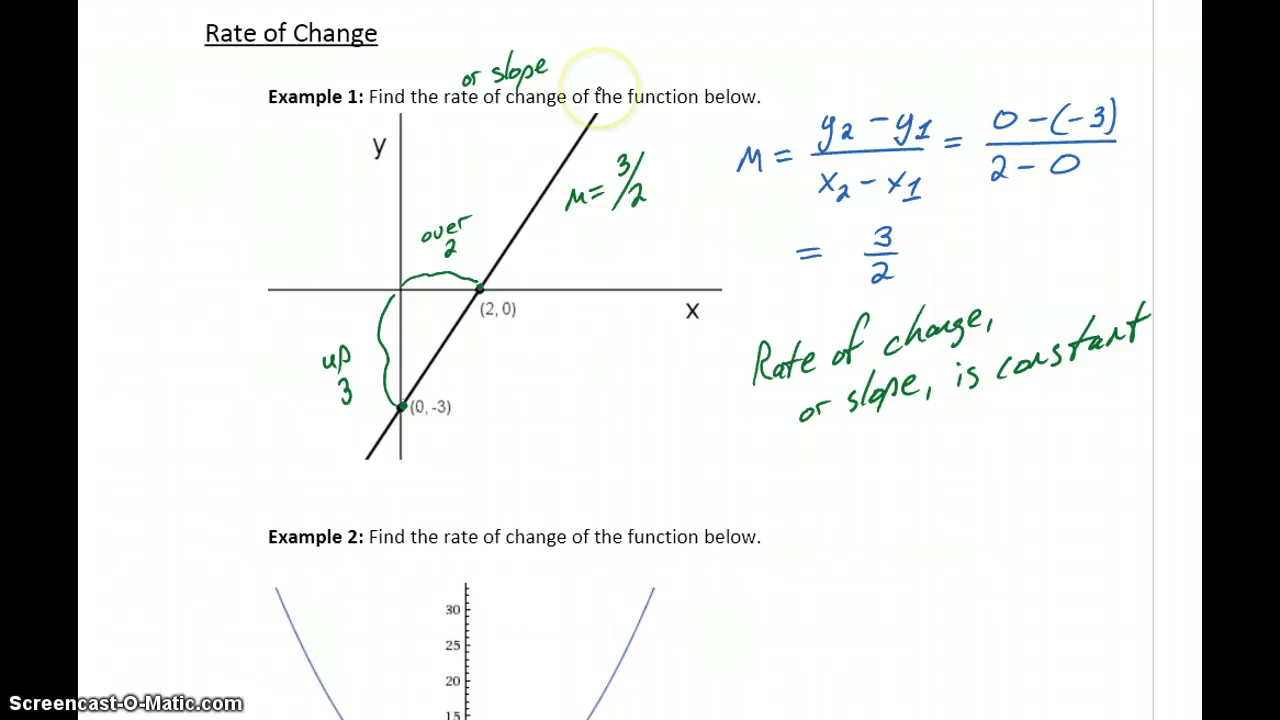 Rate of Change
or slope
Example 1: Find the rate of change of the function below.
y
m = 3/2
over
2
(2, 0)
x
up
3
(0, -3)
m = y2 - y1 / x2 - x1 = 0 - (-3) / 2 - 0
= 3/2
Rate of change,
or slope, is constant
Example 2: Find the rate of change of the function below.
30
25
20
15
Screencast-O-Matic.com